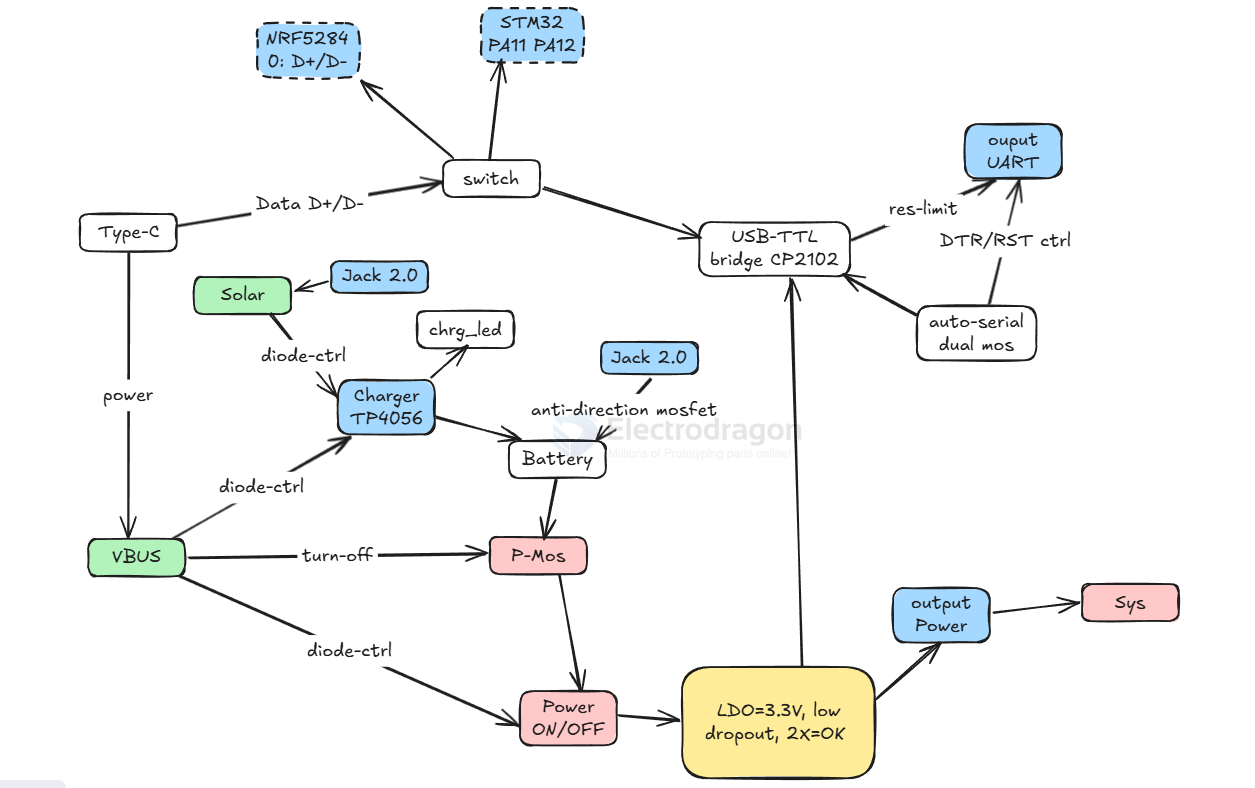 NRF5284
0: D+/D-
STM32
PA11 PA12
switch
ouput
UART
Data D+/D-
res-limit
Type-C
USB-TTL
bridge CP2102
DTR/RST ctrl
Jack 2.0
Solar
chrg_led
auto-serial
dual mos
diode-ctrl
Jack 2.0
Charger
TP4056
power
anti-direction mosfet
Electrodragon
Millions of Prototyping parts online!
Battery
diode-ctrl
VBUS
turn-off
P-Mos
output
Power
Sys
diode-ctrl
Power
ON/OFF
LDO=3.3V, low
dropout, 2X=OK